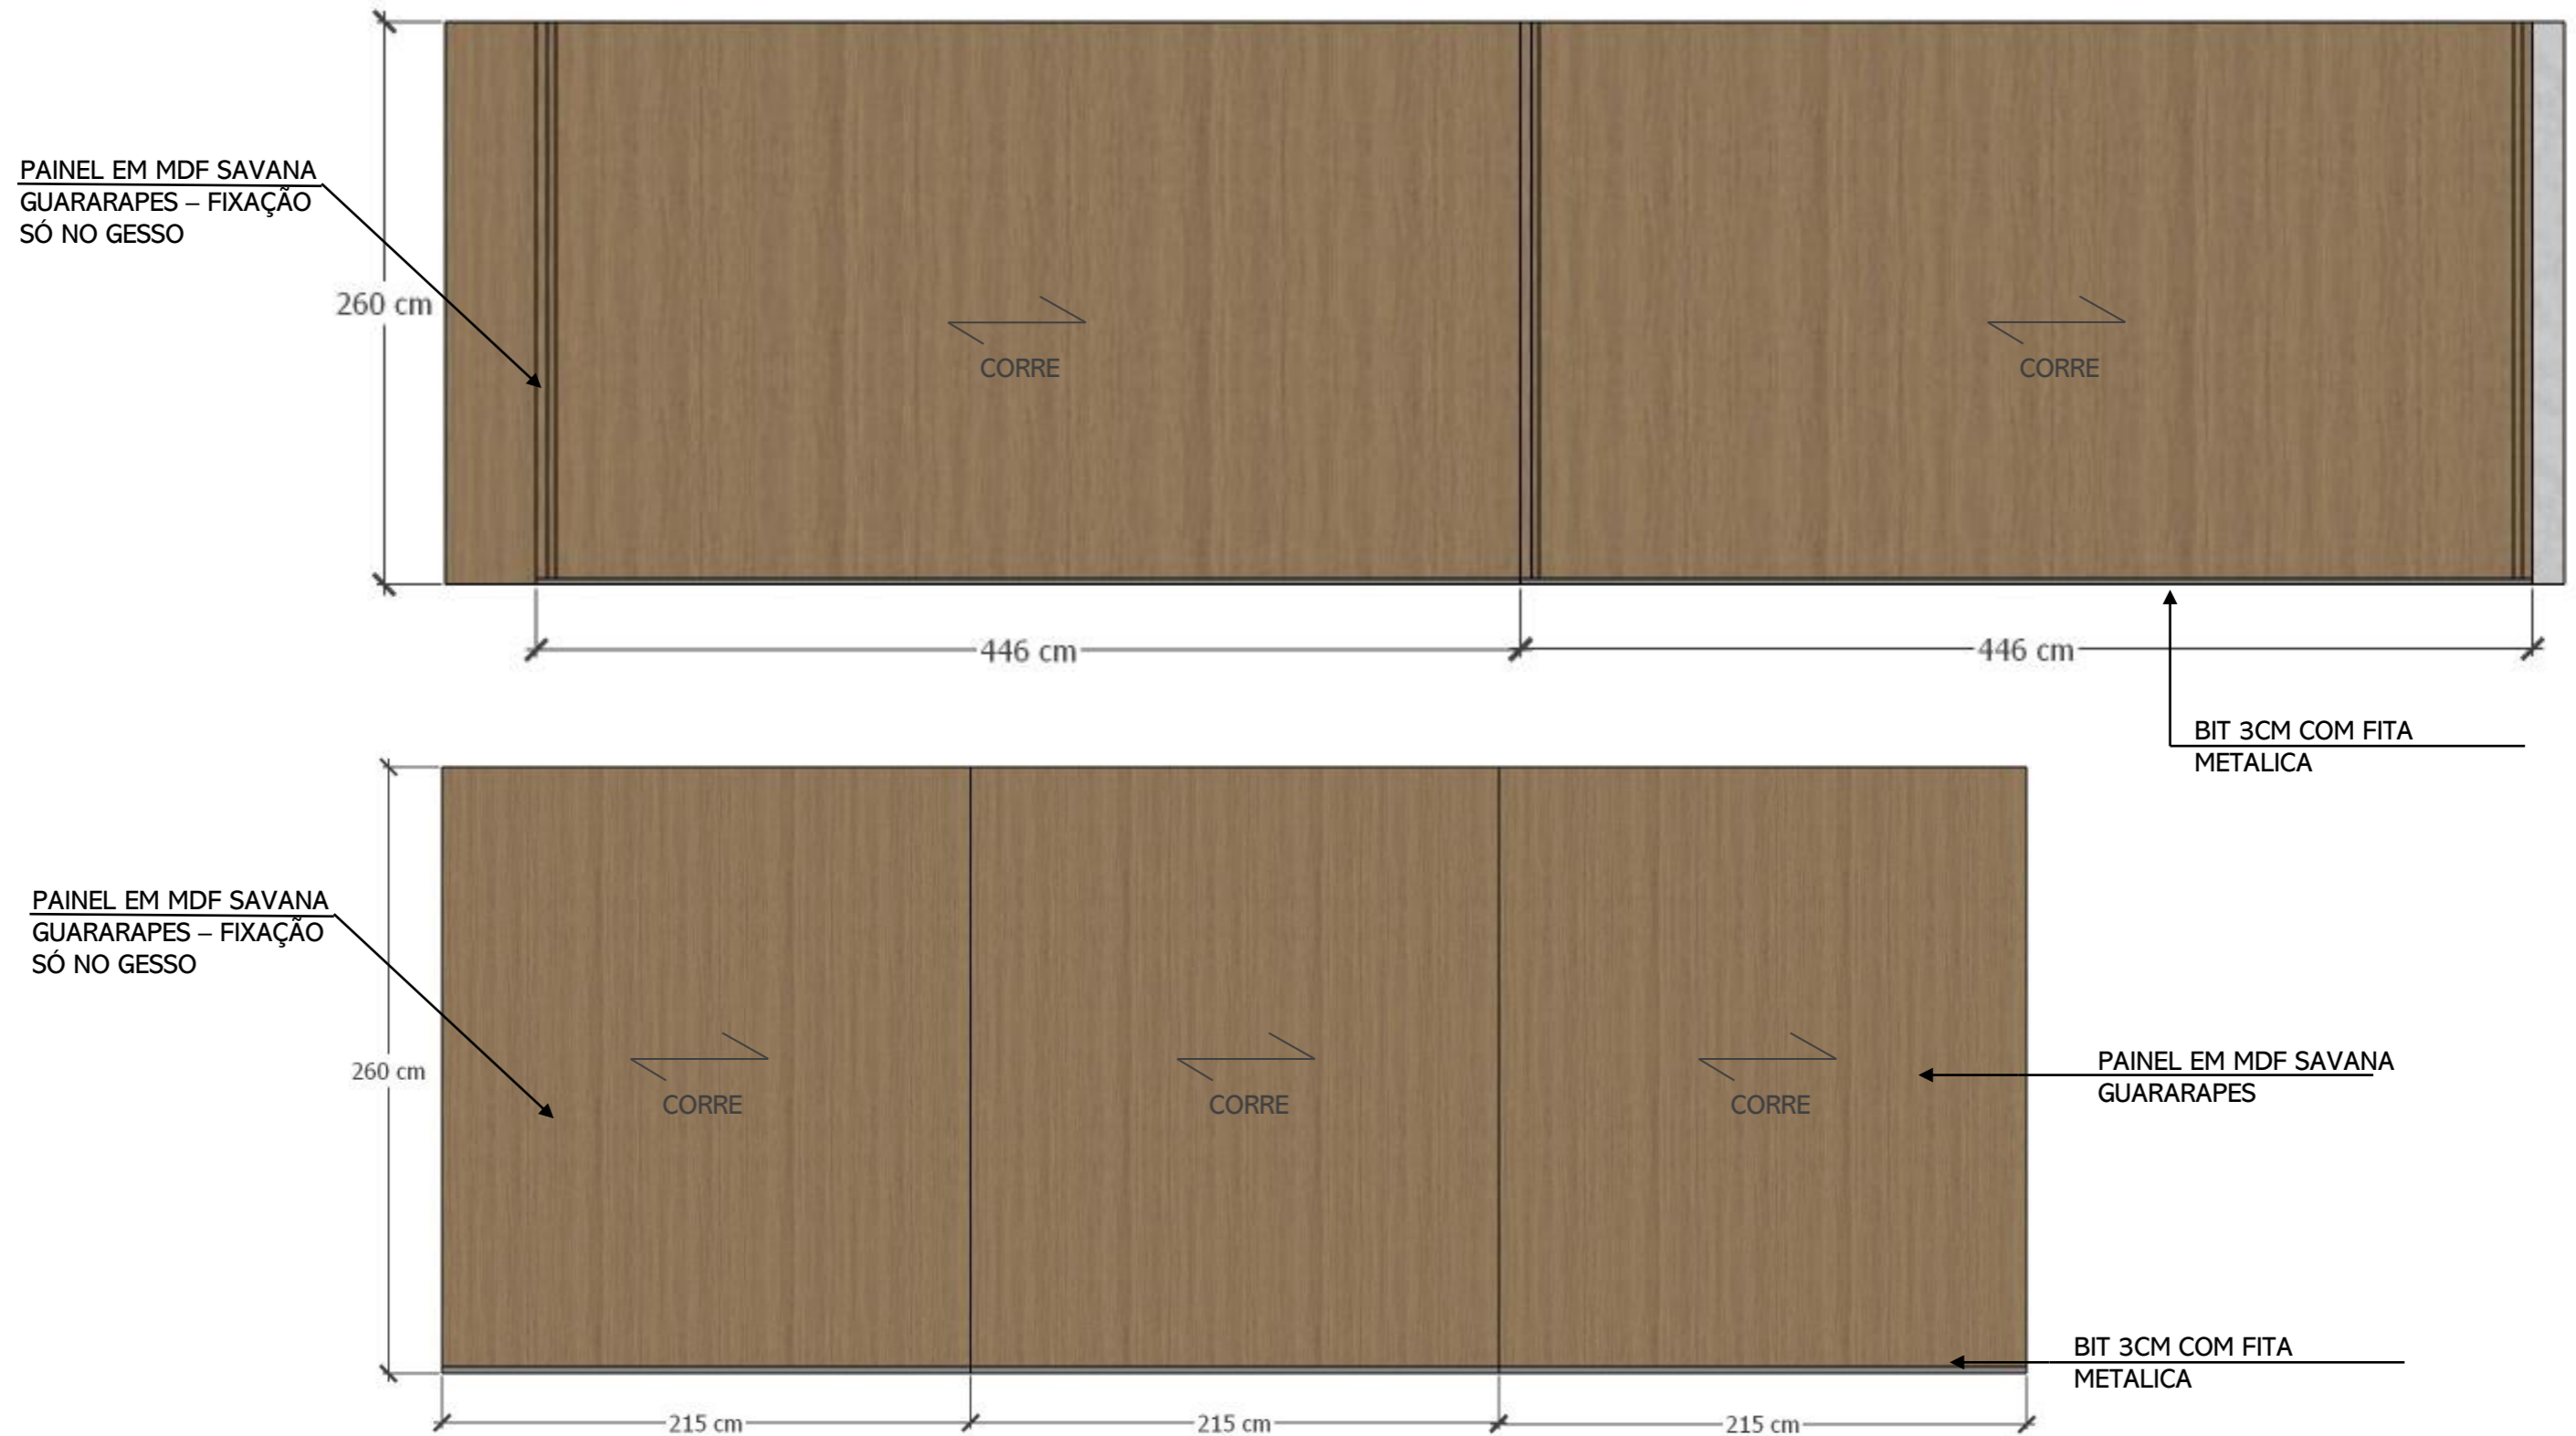 PAINEL EM MDF SAVANA
GUARARAPES – FIXAÇÃO
SÓ NO GESSO
260 cm
CORRE
CORRE
446 cm
446 cm
BIT 3CM COM FITA
METALICA
PAINEL EM MDF SAVANA
GUARARAPES – FIXAÇÃO
SÓ NO GESSO
260 cm
CORRE
CORRE
CORRE
PAINEL EM MDF SAVANA
GUARARAPES
BIT 3CM COM FITA
METALICA
215 cm
215 cm
215 cm